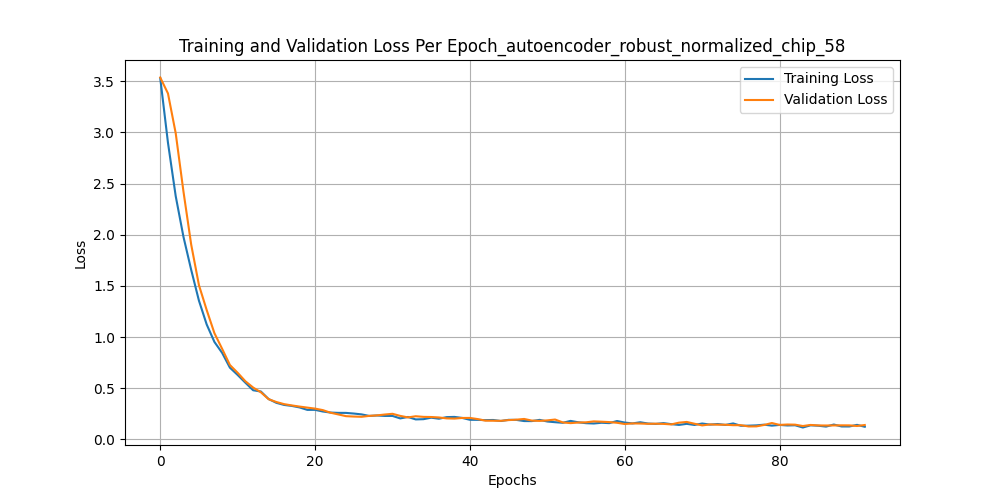 Training and Validation Loss Per Epoch_autoencoder_robust_normalized_chip_58
Training Loss
Validation Loss
3.5
3.0
2.5
2.0
1.5
1.0
0.5
0.0
Loss
0 20 40 60 80
Epochs